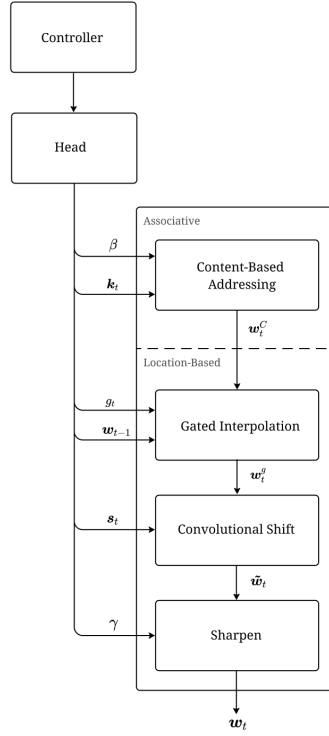 Controller
Head
Associative
β
Content-Based
Addressing
k_t
w_t^C
Location-Based
g_t
Gated Interpolation
w_{t−1}
w_t^g
s_t
Convolutional Shift
w̃_t
γ
Sharpen
w_t